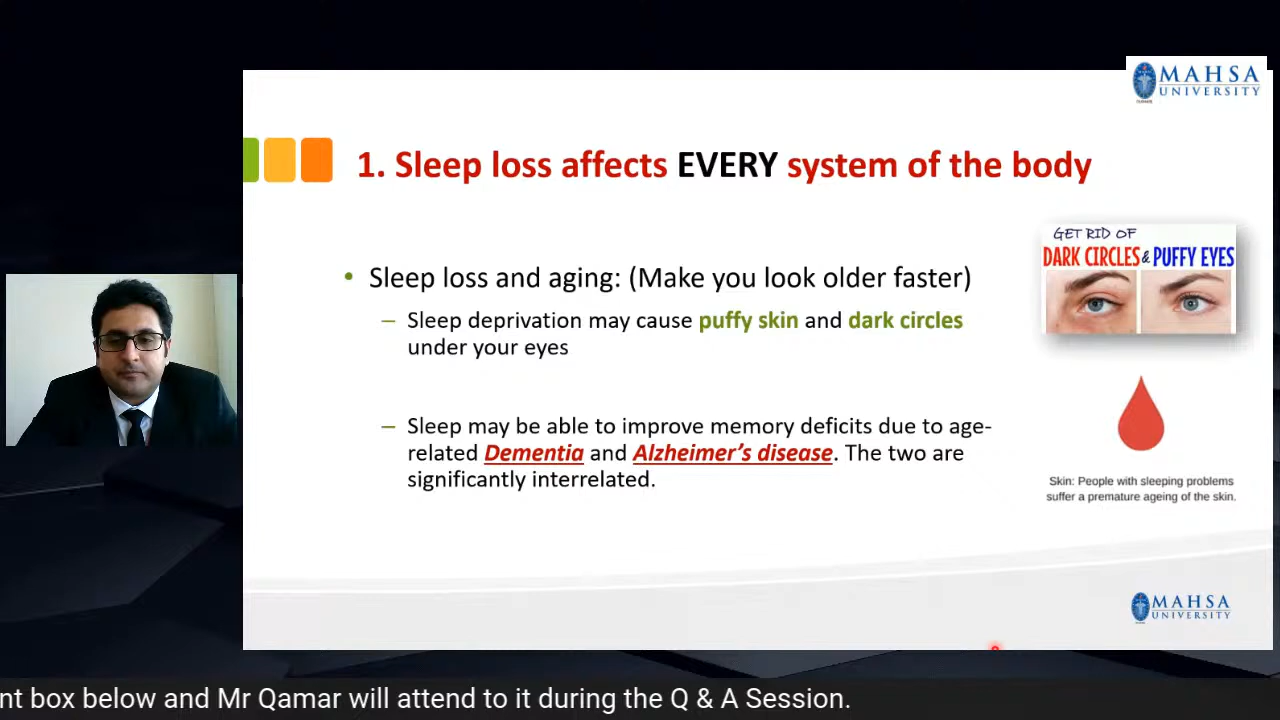 MAHSA
UNIVERSITY
1. Sleep loss affects EVERY system of the body
• Sleep loss and aging: (Make you look older faster)
– Sleep deprivation may cause puffy skin and dark circles
under your eyes
– Sleep may be able to improve memory deficits due to age-
related Dementia and Alzheimer's disease. The two are
significantly interrelated.
GET RID OF
DARK CIRCLES & PUFFY EYES
Skin: People with sleeping problems
suffer a premature ageing of the skin.
MAHSA
UNIVERSITY
nt box below and Mr Qamar will attend to it during the Q & A Session.